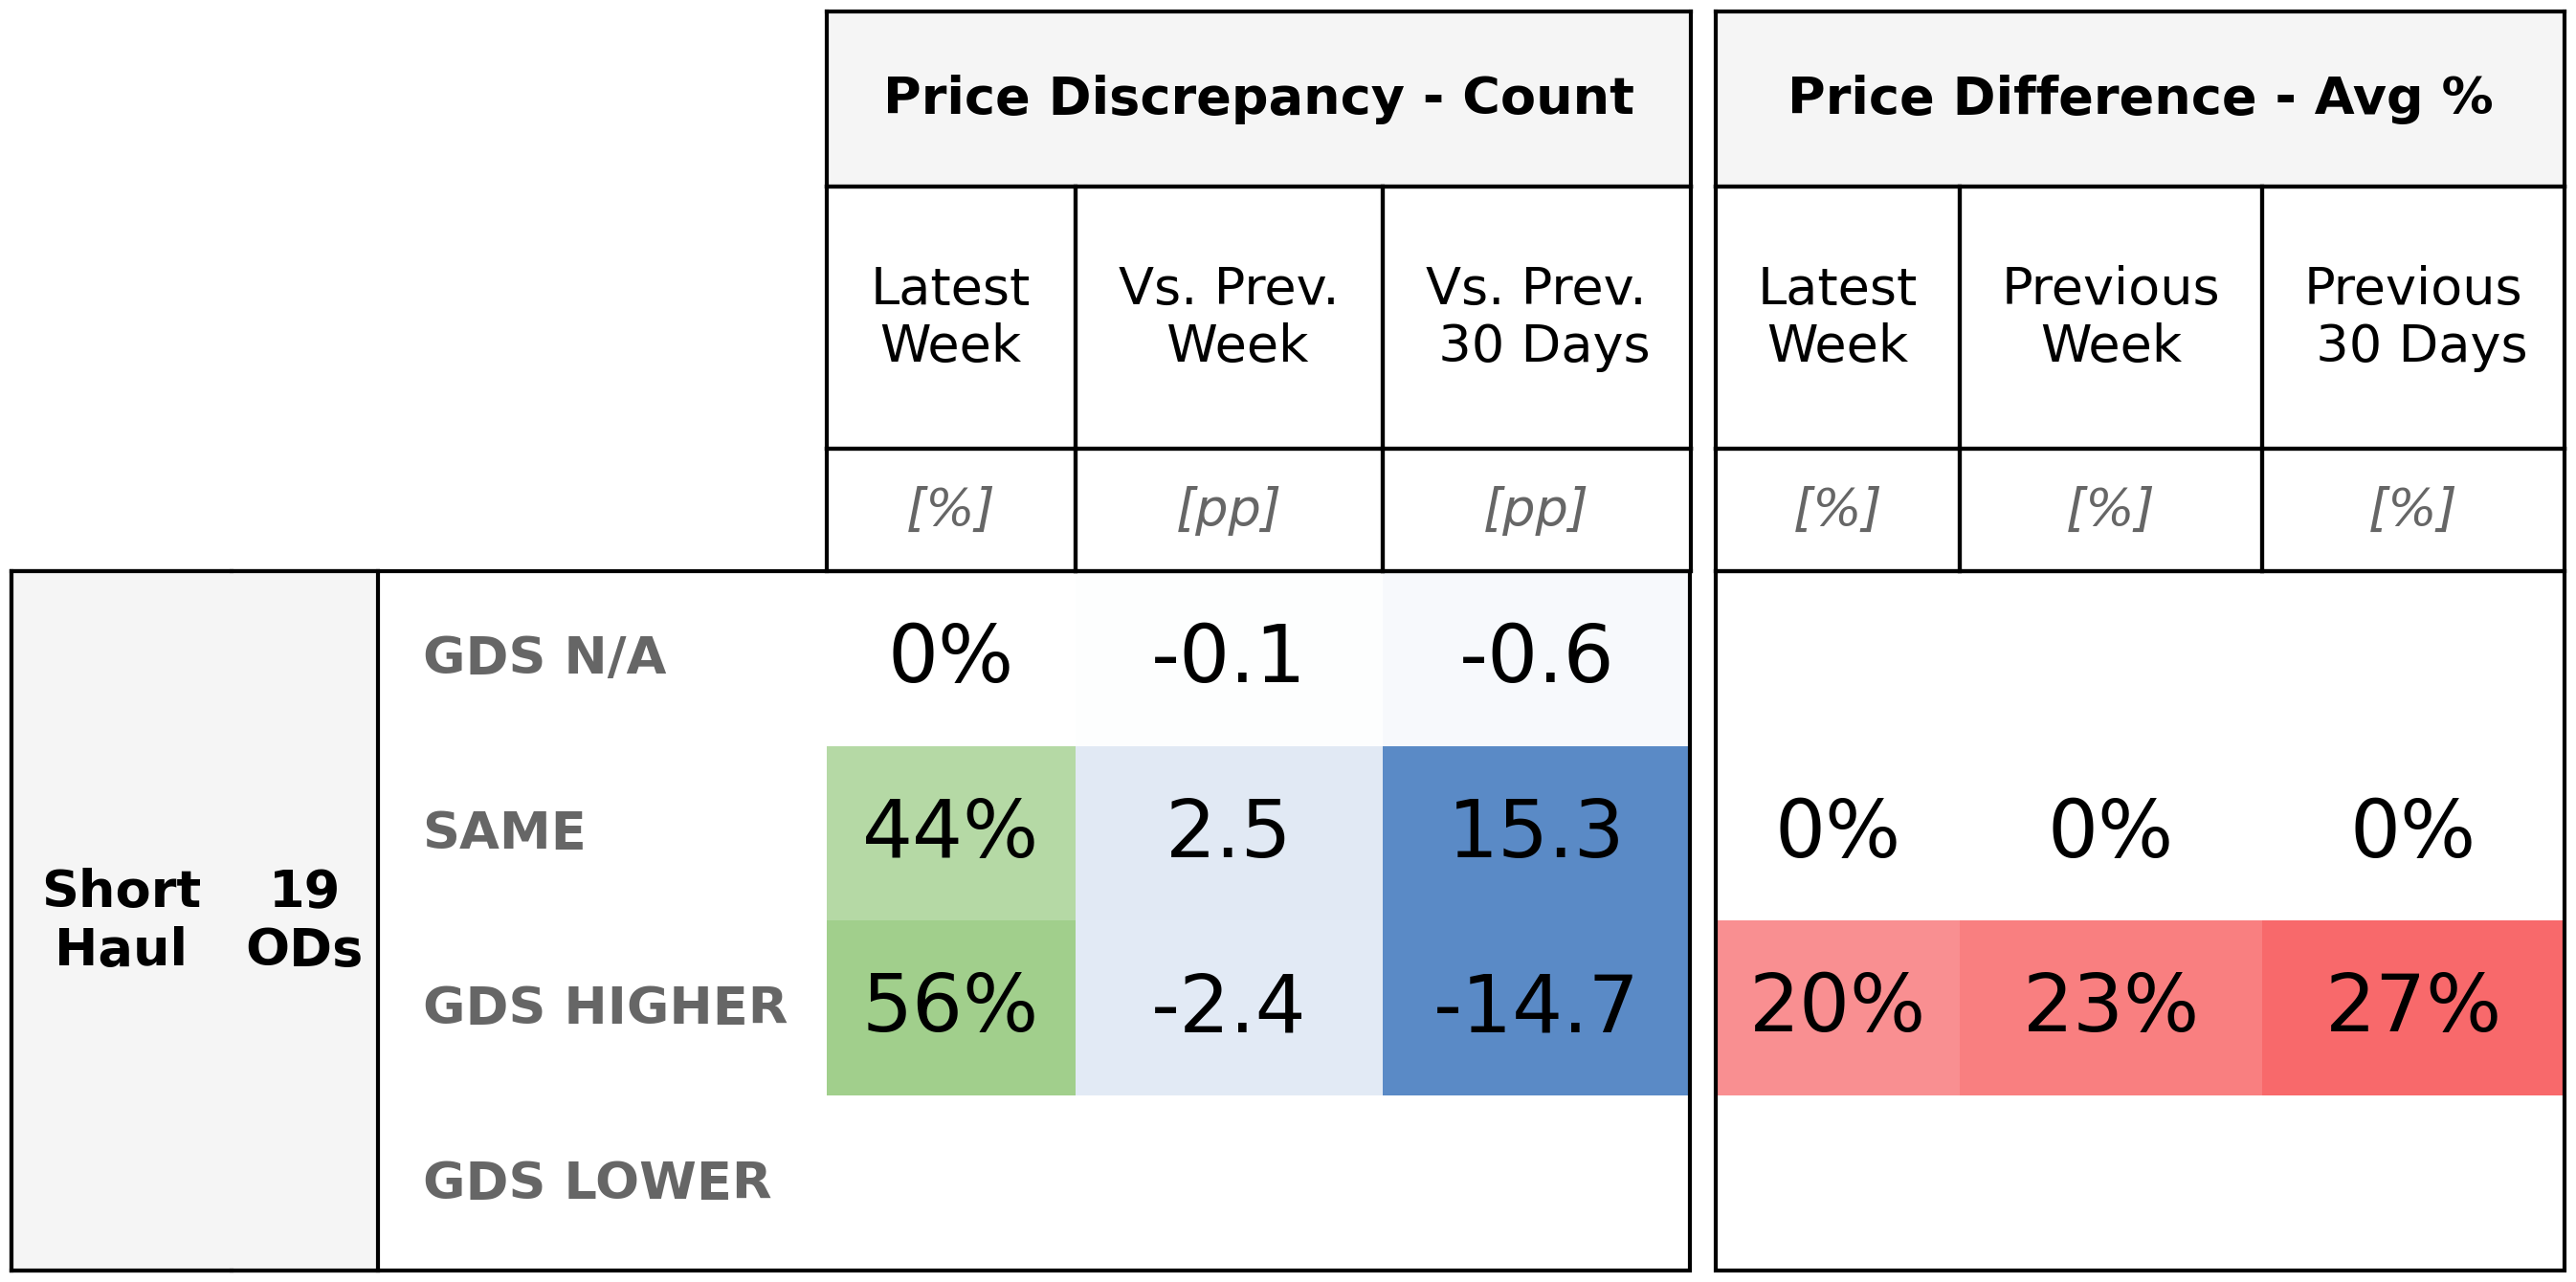 Price Discrepancy - Count Price Difference - Avg %
Latest Week Vs. Prev. Week Vs. Prev. 30 Days Latest Week Previous Week Previous 30 Days
[%] [pp] [pp] [%] [%] [%]
Short Haul 19 ODs
GDS N/A 0% -0.1 -0.6
SAME 44% 2.5 15.3 0% 0% 0%
GDS HIGHER 56% -2.4 -14.7 20% 23% 27%
GDS LOWER